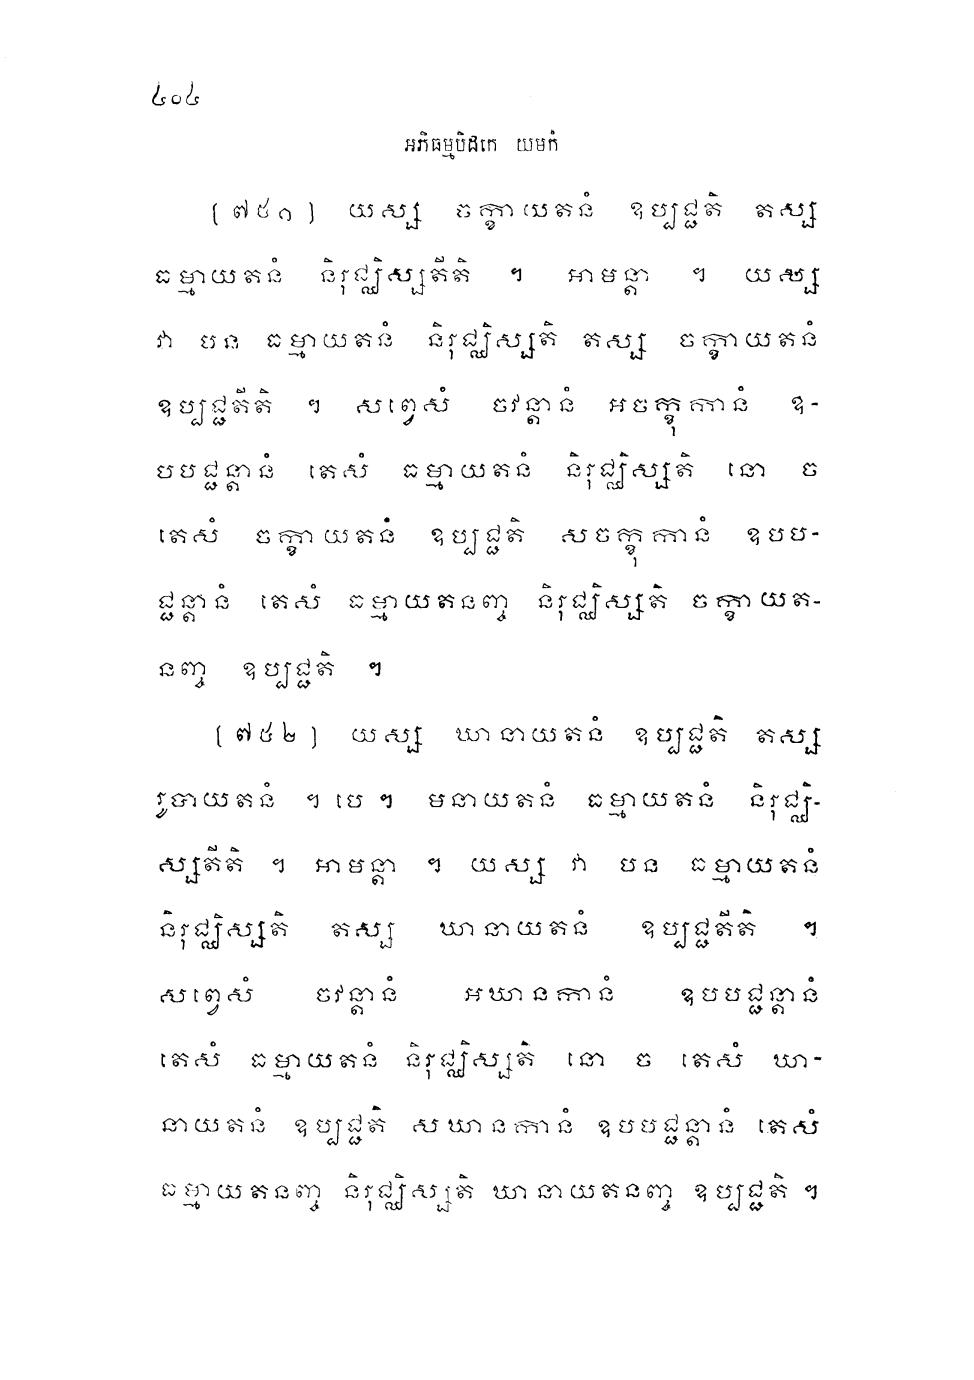 ៤០៤
អភិធម្មបិដកេ យមកំ
(៧៥១) យស្ស ចក្ខាយតនំ ឧប្បជ្ជតិ តស្ស
ធម្មាយតនំ និរុជ្ឈិស្សតីតិ ។ អាមន្តា ។ យស្ស
វា បន ធម្មាយតនំ និរុជ្ឈិស្សតិ តស្ស ចក្ខាយតនំ
ឧប្បជ្ជតីតិ ។ សព្វេសំ ចវន្តានំ អចក្ខុកានំ ឧ-
បបជ្ជន្តានំ តេសំ ធម្មាយតនំ និរុជ្ឈិស្សតិ នោ ច
តេសំ ចក្ខាយតនំ ឧប្បជ្ជតិ សចក្ខុកានំ ឧបប-
ជ្ជន្តានំ តេសំ ធម្មាយតនញ្ច និរុជ្ឈិស្សតិ ចក្ខាយត-
នញ្ច ឧប្បជ្ជតិ ។
(៧៥២) យស្ស ឃានាយតនំ ឧប្បជ្ជតិ តស្ស
រូបាយតនំ ។ បេ ។ មនាយតនំ ធម្មាយតនំ និរុជ្ឈិ-
ស្សតីតិ ។ អាមន្តា ។ យស្ស វា បន ធម្មាយតនំ
និរុជ្ឈិស្សតិ តស្ស ឃានាយតនំ ឧប្បជ្ជតីតិ ។
សព្វេសំ ចវន្តានំ អឃានកានំ ឧបបជ្ជន្តានំ
តេសំ ធម្មាយតនំ និរុជ្ឈិស្សតិ នោ ច តេសំ ឃា-
នាយតនំ ឧប្បជ្ជតិ សឃានកានំ ឧបបជ្ជន្តានំ តេសំ
ធម្មាយតនញ្ច និរុជ្ឈិស្សតិ ឃានាយតនញ្ច ឧប្បជ្ជតិ ។